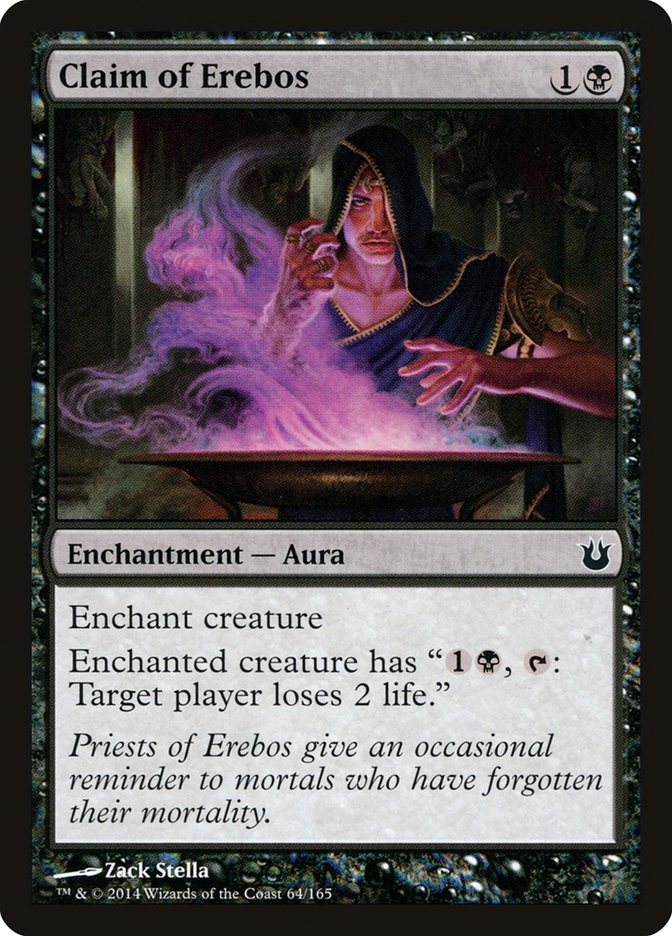 Claim of Erebos
1
Enchantment — Aura
Enchant creature
Enchanted creature has “1, :
Target player loses 2 life.”
Priests of Erebos give an occasional
reminder to mortals who have forgotten
their mortality.
Zack Stella
™ & © 2014 Wizards of the Coast 64/165